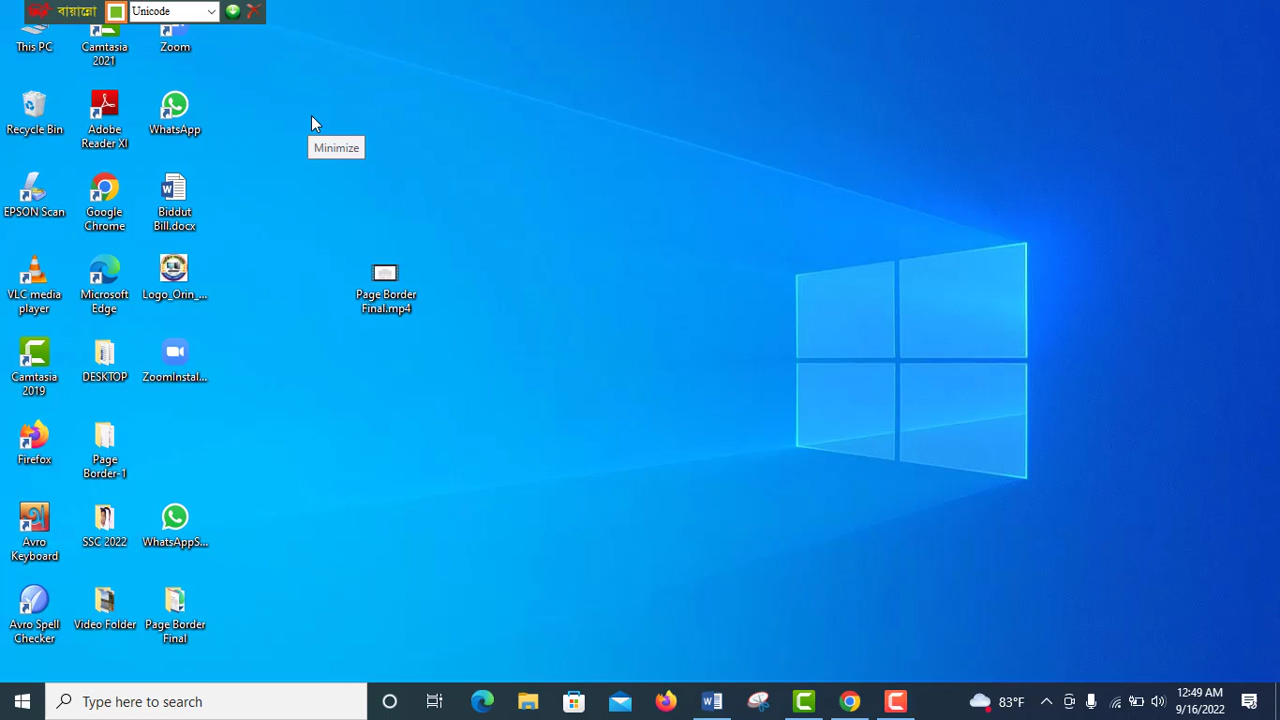 বায়ান্নো Unicode
This PC
Camtasia
2021
Zoom
Recycle Bin
Adobe
Reader XI
WhatsApp
Minimize
EPSON Scan
Google
Chrome
Biddut
Bill.docx
VLC media
player
Microsoft
Edge
Logo_Orin_...
Page Border
Final.mp4
Camtasia
2019
DESKTOP
ZoomInstal...
Firefox
Page
Border-1
Avro
Keyboard
SSC 2022
WhatsAppS...
Avro Spell
Checker
Video Folder
Page Border
Final
Type here to search
83°F
12:49 AM
9/16/2022